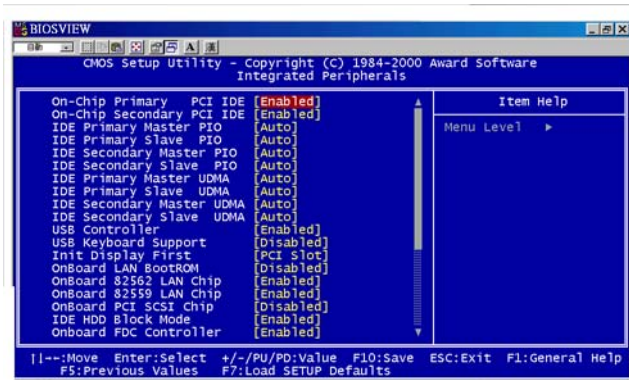 BIOSVIEW
自動
A 漢
CMOS Setup Utility - Copyright (C) 1984-2000 Award Software
Integrated Peripherals
On-Chip Primary PCI IDE [Enabled]
On-Chip Secondary PCI IDE [Enabled]
IDE Primary Master PIO [Auto]
IDE Primary Slave PIO [Auto]
IDE Secondary Master PIO [Auto]
IDE Secondary Slave PIO [Auto]
IDE Primary Master UDMA [Auto]
IDE Primary Slave UDMA [Auto]
IDE Secondary Master UDMA [Auto]
IDE Secondary Slave UDMA [Auto]
USB Controller [Enabled]
USB Keyboard Support [Disabled]
Init Display First [PCI Slot]
OnBoard LAN BootROM [Disabled]
OnBoard 82562 LAN Chip [Enabled]
OnBoard 82559 LAN Chip [Enabled]
OnBoard PCI SCSI Chip [Disabled]
IDE HDD Block Mode [Enabled]
Onboard FDC Controller [Enabled]
Item Help
Menu Level ►
↑↓←→:Move Enter:Select +/-/PU/PD:Value F10:Save ESC:Exit F1:General Help
F5:Previous Values F7:Load SETUP Defaults